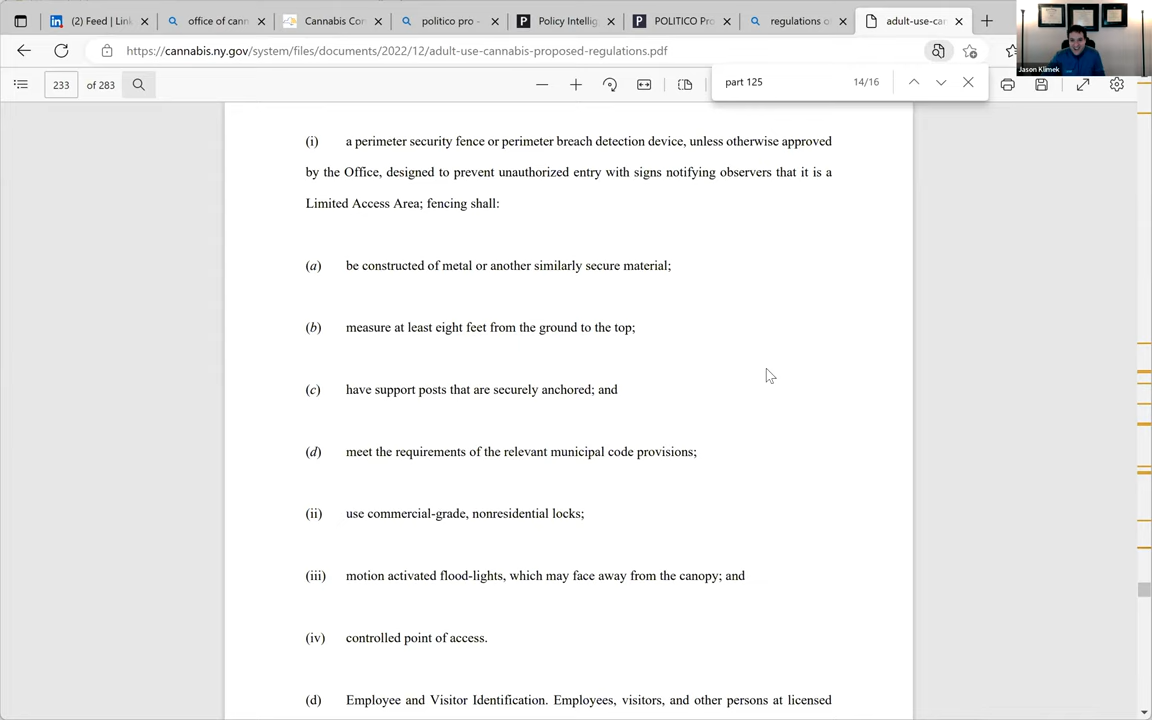 (2) Feed | Link
office of cann
Cannabis Con
politico pro -
Policy Intellig
POLITICO Pro
regulations o
adult-use-can
https://cannabis.ny.gov/system/files/documents/2022/12/adult-use-cannabis-proposed-regulations.pdf
Jason Klimek
233 of 283
part 125 14/16
(i) a perimeter security fence or perimeter breach detection device, unless otherwise approved
by the Office, designed to prevent unauthorized entry with signs notifying observers that it is a
Limited Access Area; fencing shall:
(a) be constructed of metal or another similarly secure material;
(b) measure at least eight feet from the ground to the top;
(c) have support posts that are securely anchored; and
(d) meet the requirements of the relevant municipal code provisions;
(ii) use commercial-grade, nonresidential locks;
(iii) motion activated flood-lights, which may face away from the canopy; and
(iv) controlled point of access.
(d) Employee and Visitor Identification. Employees, visitors, and other persons at licensed